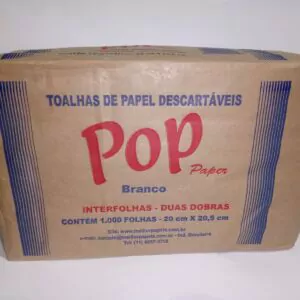 TOALHAS DE PAPEL DESCARTÁVEIS
Pop
Paper
Branco
INTERFOLHAS - DUAS DOBRAS
CONTÉM 1.000 FOLHAS - 20 cm X 20,5 cm